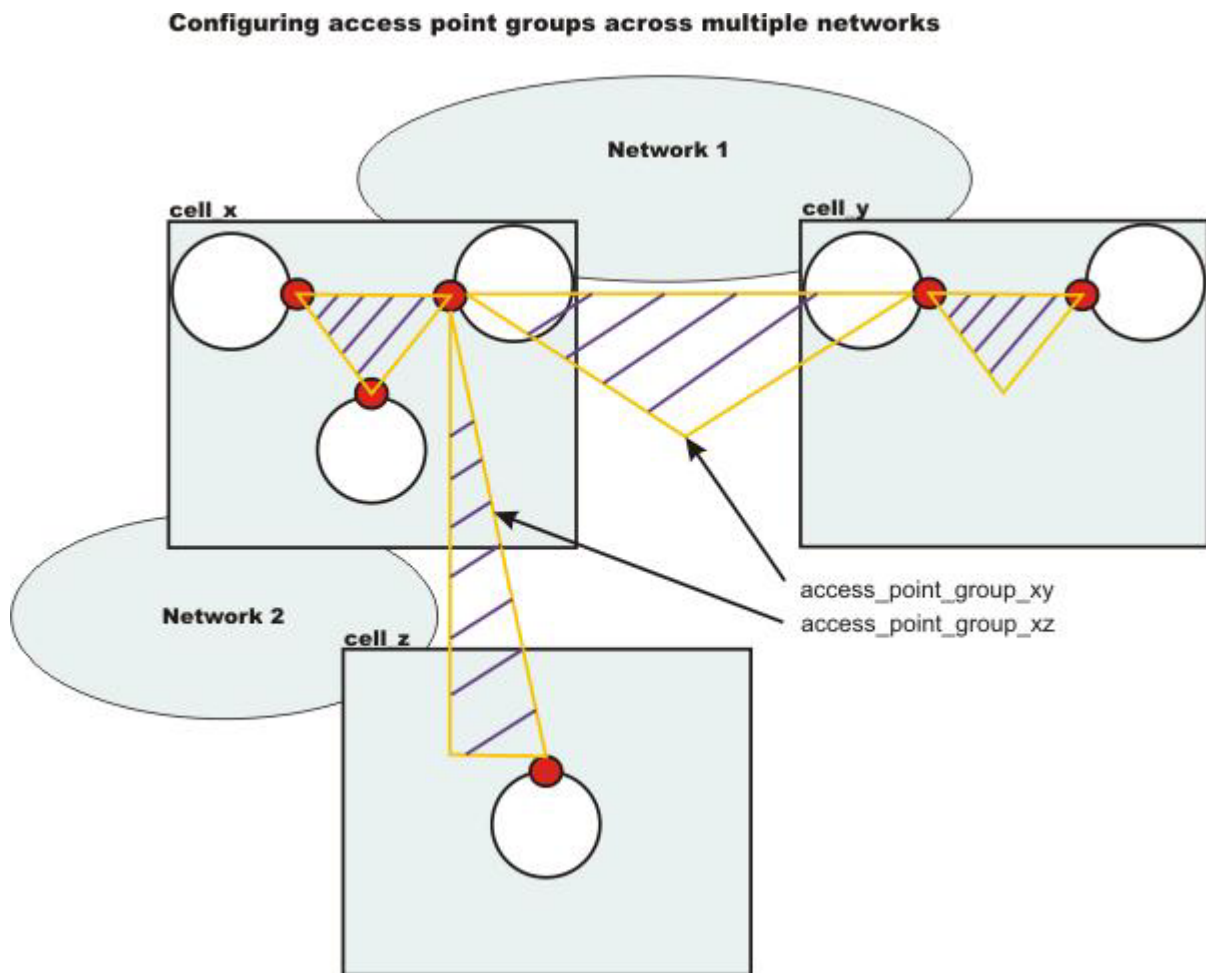 Configuring access point groups across multiple networks
Network 1
cell_x
cell_y
access_point_group_xy
access_point_group_xz
Network 2
cell_z